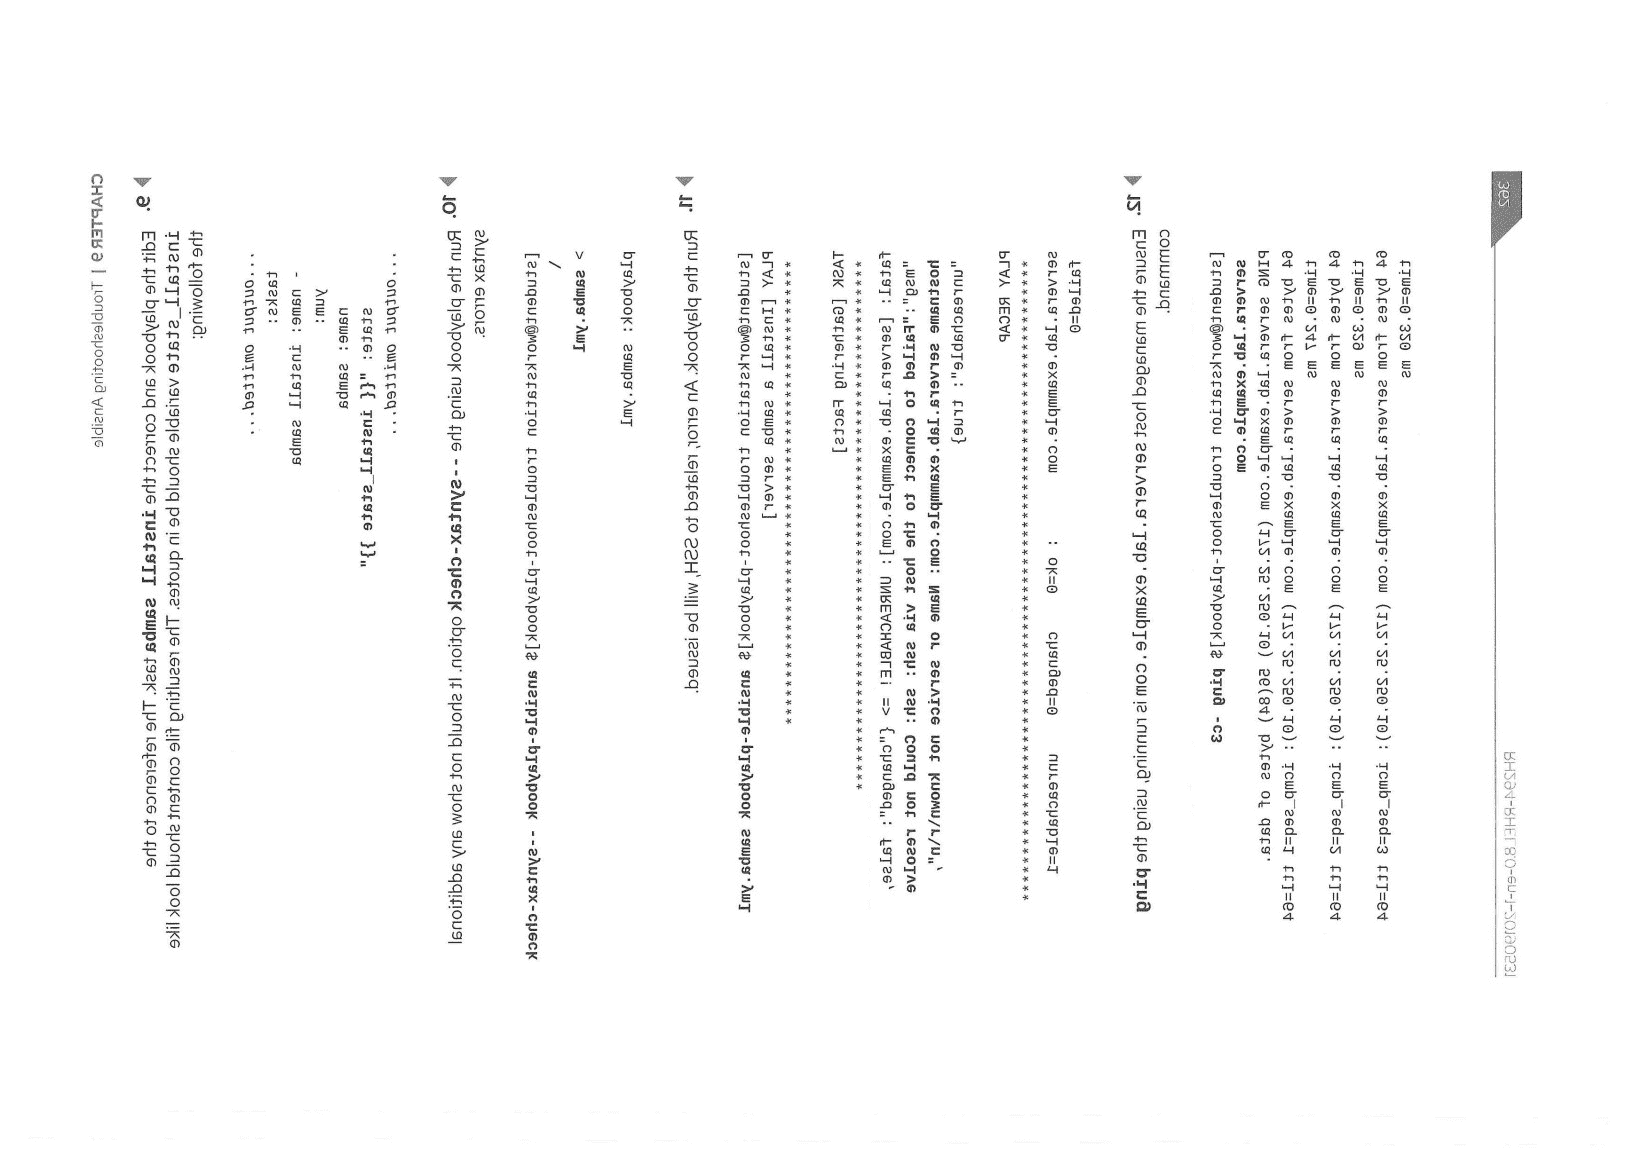 CHAPTER 9 | Troubleshooting Ansible
9. Edit the playbook and correct the install samba task. The reference to the
install_state variable should be in quotes. The resulting file content should look like
the following:
...output omitted...
tasks:
- name: install samba
yum:
name: samba
state: "{{ install_state }}"
...output omitted...
10. Run the playbook using the --syntax-check option. It should not show any additional
syntax errors.
[student@workstation troubleshoot-playbook]$ ansible-playbook --syntax-check
\
> samba.yml
playbook: samba.yml
11. Run the playbook. An error, related to SSH, will be issued.
[student@workstation troubleshoot-playbook]$ ansible-playbook samba.yml
PLAY [Install a samba server]
*********************************************************
TASK [Gathering Facts]
*****************************************************************
fatal: [servera.lab.exammple.com]: UNREACHABLE! => {"changed": false,
"msg": "Failed to connect to the host via ssh: ssh: Could not resolve
hostname servera.lab.exammple.com: Name or service not known\r\n",
"unreachable": true}
PLAY RECAP
*******************************************************************************
servera.lab.exammple.com : ok=0 changed=0 unreachable=1
failed=0
12. Ensure the managed host servera.lab.example.com is running, using the ping
command.
[student@workstation troubleshoot-playbook]$ ping -c3
servera.lab.example.com
PING servera.lab.example.com (172.25.250.10) 56(84) bytes of data.
64 bytes from servera.lab.example.com (172.25.250.10): icmp_seq=1 ttl=64
time=0.247 ms
64 bytes from servera.lab.example.com (172.25.250.10): icmp_seq=2 ttl=64
time=0.329 ms
64 bytes from servera.lab.example.com (172.25.250.10): icmp_seq=3 ttl=64
time=0.320 ms
362
RH294-RHEL8.0-en-1-20190531